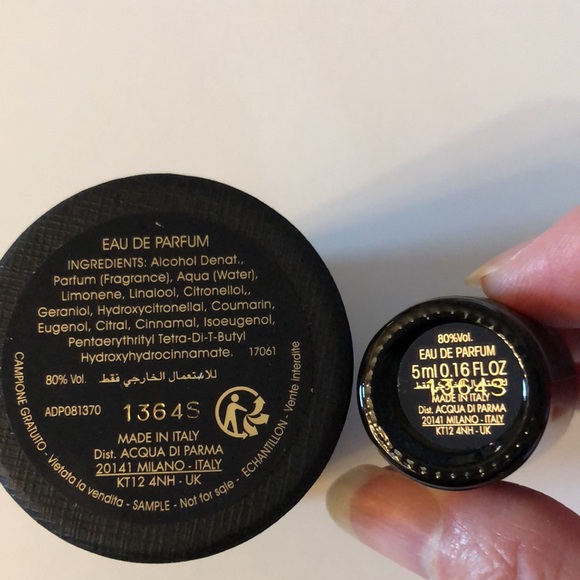 EAU DE PARFUM
INGREDIENTS: Alcohol Denat.,
Parfum (Fragrance), Aqua (Water),
Limonene, Linalool, Citronellol,,
Geraniol, Hydroxycitronellal, Coumarin,
Eugenol, Citral, Cinnamal, Isoeugenol,
Pentaerythrityl Tetra-Di-T-Butyl
Hydroxyhydrocinnamate. 17061
80% Vol. للاستعمال الخارجي فقط
ADP081370 1364S
MADE IN ITALY
Dist. ACQUA DI PARMA
20141 MILANO - ITALY
KT12 4NH - UK
CAMPIONE GRATUITO - Vietata la vendita - SAMPLE - Not for sale - ECHANTILLON - Vente interdite
80%Vol.
EAU DE PARFUM
5ml 0.16 FL.OZ
1364S
MADE IN ITALY
Dist. ACQUA DI PARMA
20141 MILANO - ITALY
KT12 4NH - UK